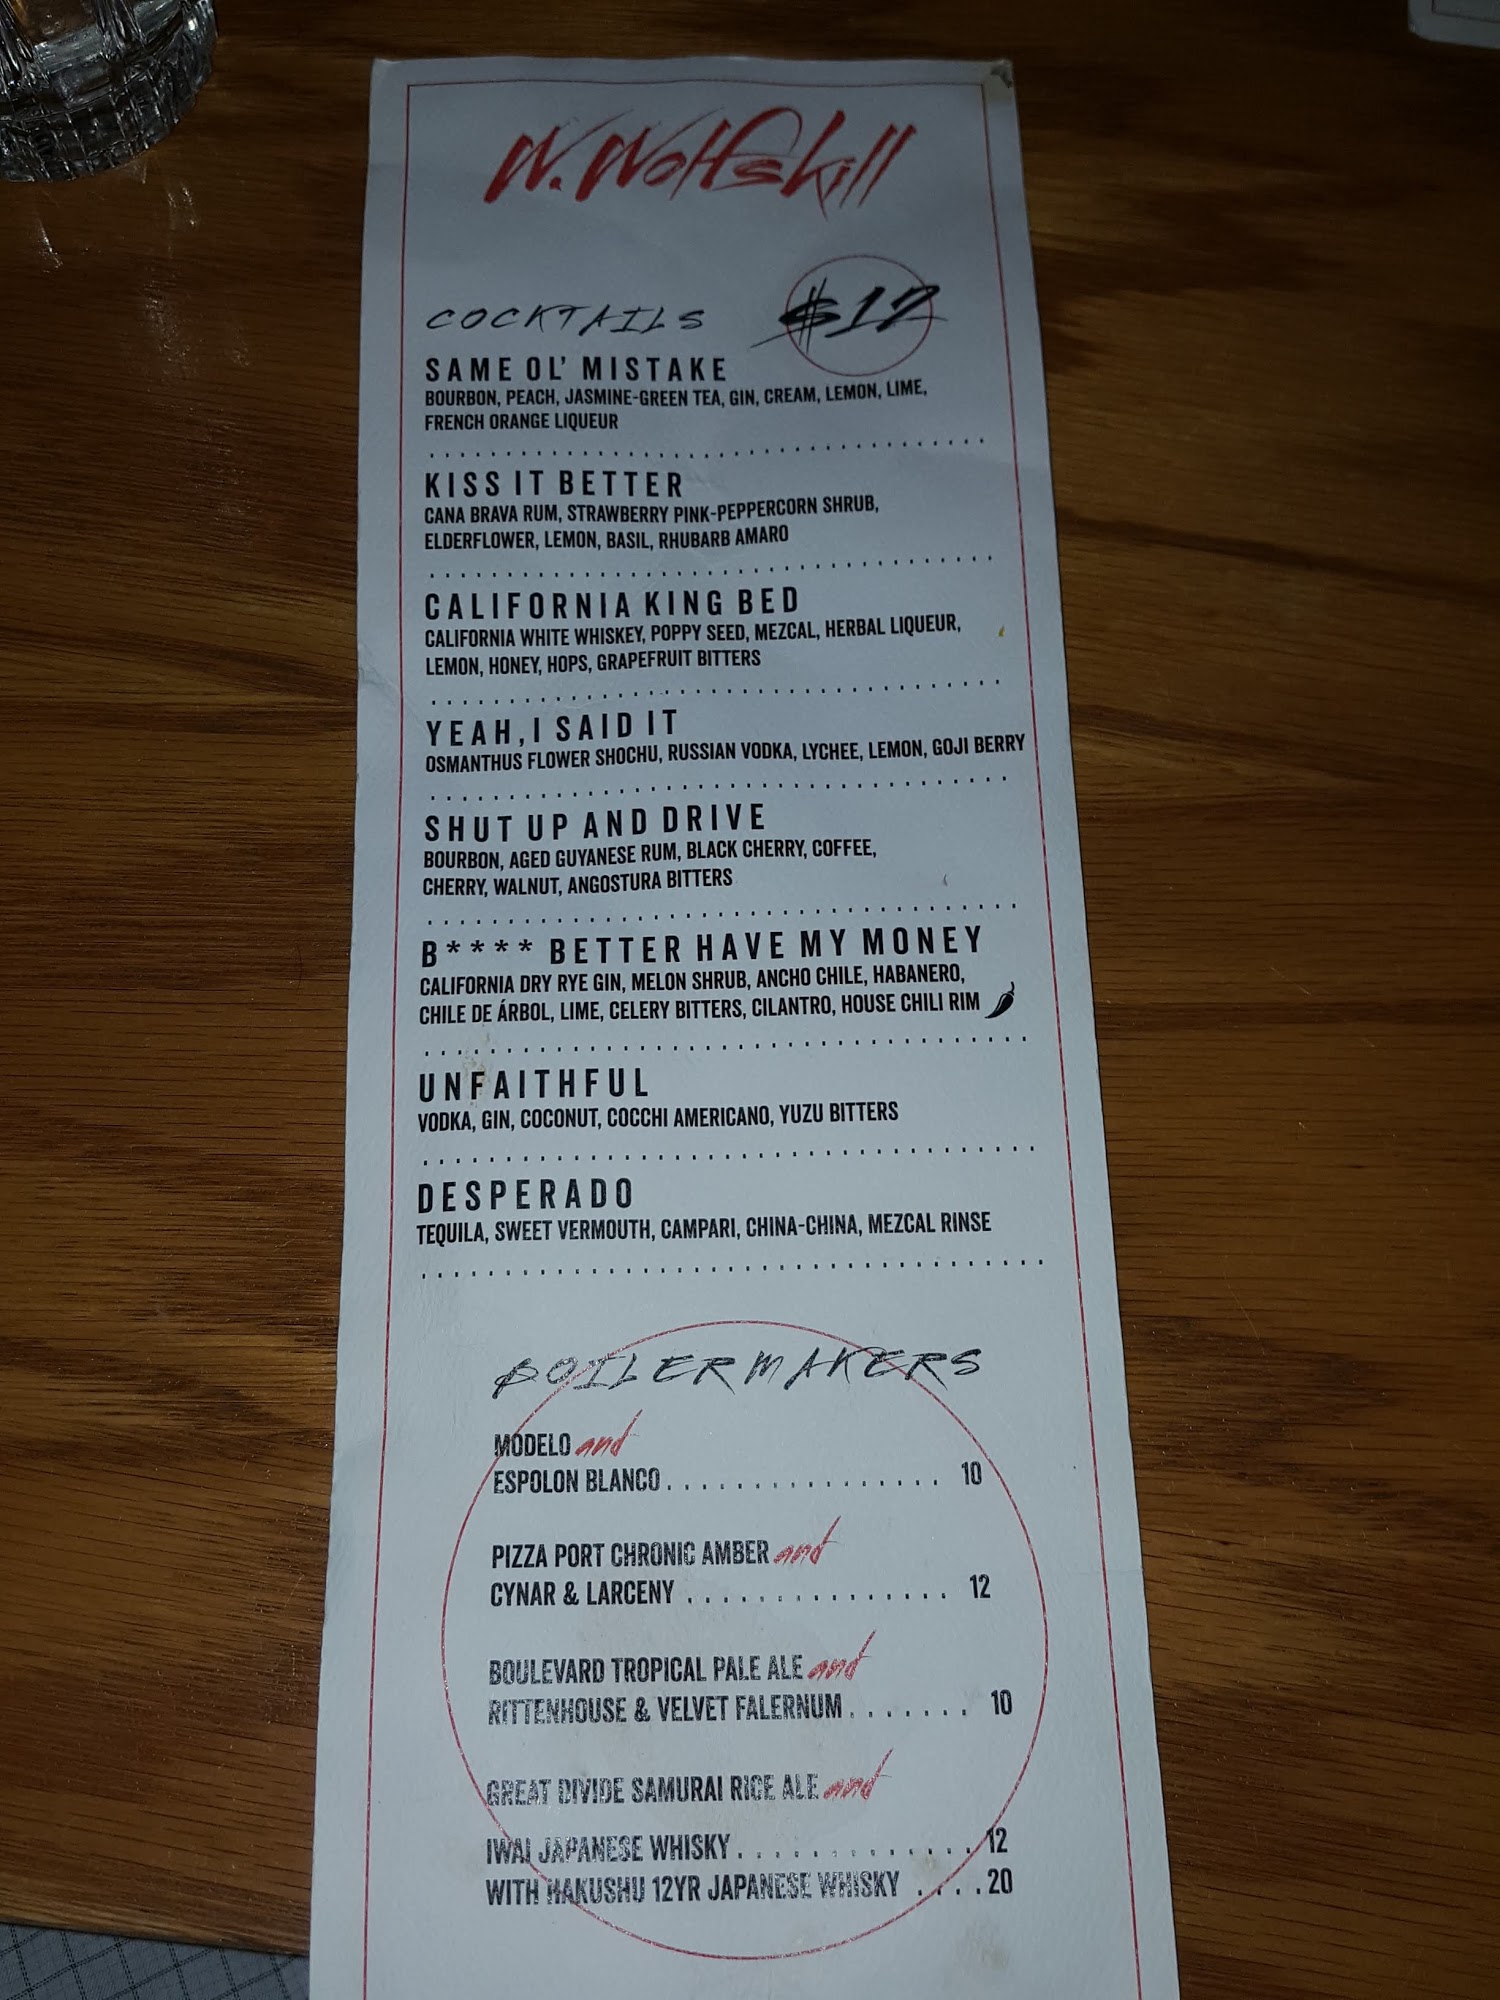 W. Wolfskill
COCKTAILS $12
SAME OL' MISTAKE
BOURBON, PEACH, JASMINE-GREEN TEA, GIN, CREAM, LEMON, LIME,
FRENCH ORANGE LIQUEUR
KISS IT BETTER
CANA BRAVA RUM, STRAWBERRY PINK-PEPPERCORN SHRUB,
ELDERFLOWER, LEMON, BASIL, RHUBARB AMARO
CALIFORNIA KING BED
CALIFORNIA WHITE WHISKEY, POPPY SEED, MEZCAL, HERBAL LIQUEUR,
LEMON, HONEY, HOPS, GRAPEFRUIT BITTERS
YEAH, I SAID IT
OSMANTHUS FLOWER SHOCHU, RUSSIAN VODKA, LYCHEE, LEMON, GOJI BERRY
SHUT UP AND DRIVE
BOURBON, AGED GUYANESE RUM, BLACK CHERRY, COFFEE,
CHERRY, WALNUT, ANGOSTURA BITTERS
B**** BETTER HAVE MY MONEY
CALIFORNIA DRY RYE GIN, MELON SHRUB, ANCHO CHILE, HABANERO,
CHILE DE ÁRBOL, LIME, CELERY BITTERS, CILANTRO, HOUSE CHILI RIM
UNFAITHFUL
VODKA, GIN, COCONUT, COCCHI AMERICANO, YUZU BITTERS
DESPERADO
TEQUILA, SWEET VERMOUTH, CAMPARI, CHINA-CHINA, MEZCAL RINSE
BOILERMAKERS
MODELO and
ESPOLON BLANCO . . . . . . . . . . . . . . . . 10
PIZZA PORT CHRONIC AMBER and
CYNAR & LARCENY . . . . . . . . . . . . . . . 12
BOULEVARD TROPICAL PALE ALE and
RITTENHOUSE & VELVET FALERNUM . . . . . . . 10
GREAT DIVIDE SAMURAI RICE ALE and
IWAI JAPANESE WHISKY . . . . . . . . . . . . . 12
WITH HAKUSHU 12YR JAPANESE WHISKY . . . . 20